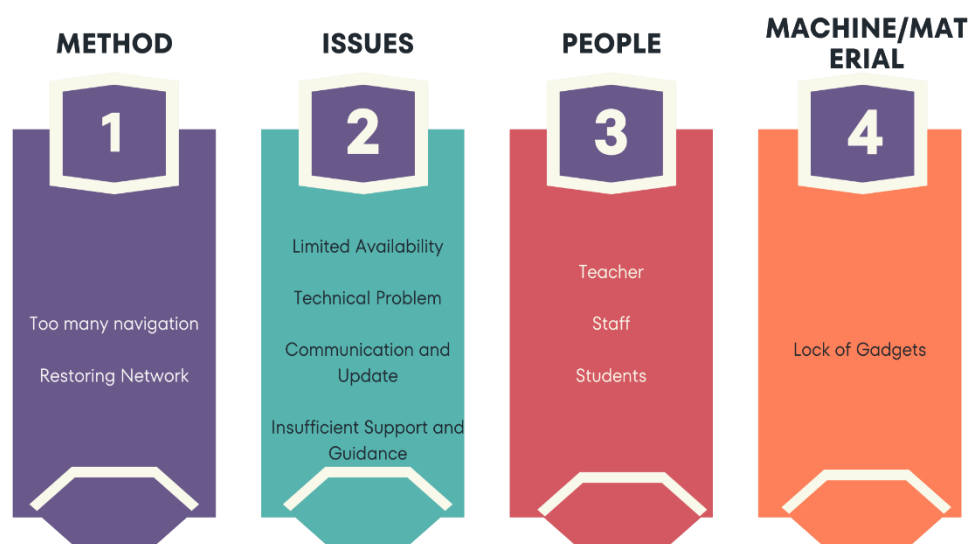 METHOD
1
Too many navigation
Restoring Network
ISSUES
2
Limited Availability
Technical Problem
Communication and
Update
Insufficient Support and
Guidance
PEOPLE
3
Teacher
Staff
Students
MACHINE/MAT
ERIAL
4
Lock of Gadgets